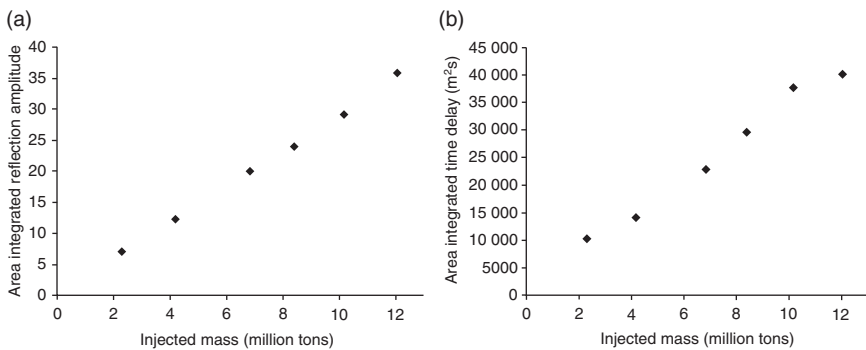 (a)
40
35
30
25
20
15
10
5
0
0 2 4 6 8 10 12
Injected mass (million tons)
Area integrated reflection amplitude
(b)
45 000
40 000
35 000
30 000
25 000
20 000
15 000
10 000
5000
0
0 2 4 6 8 10 12
Injected mass (million tons)
Area integrated time delay (m²s)